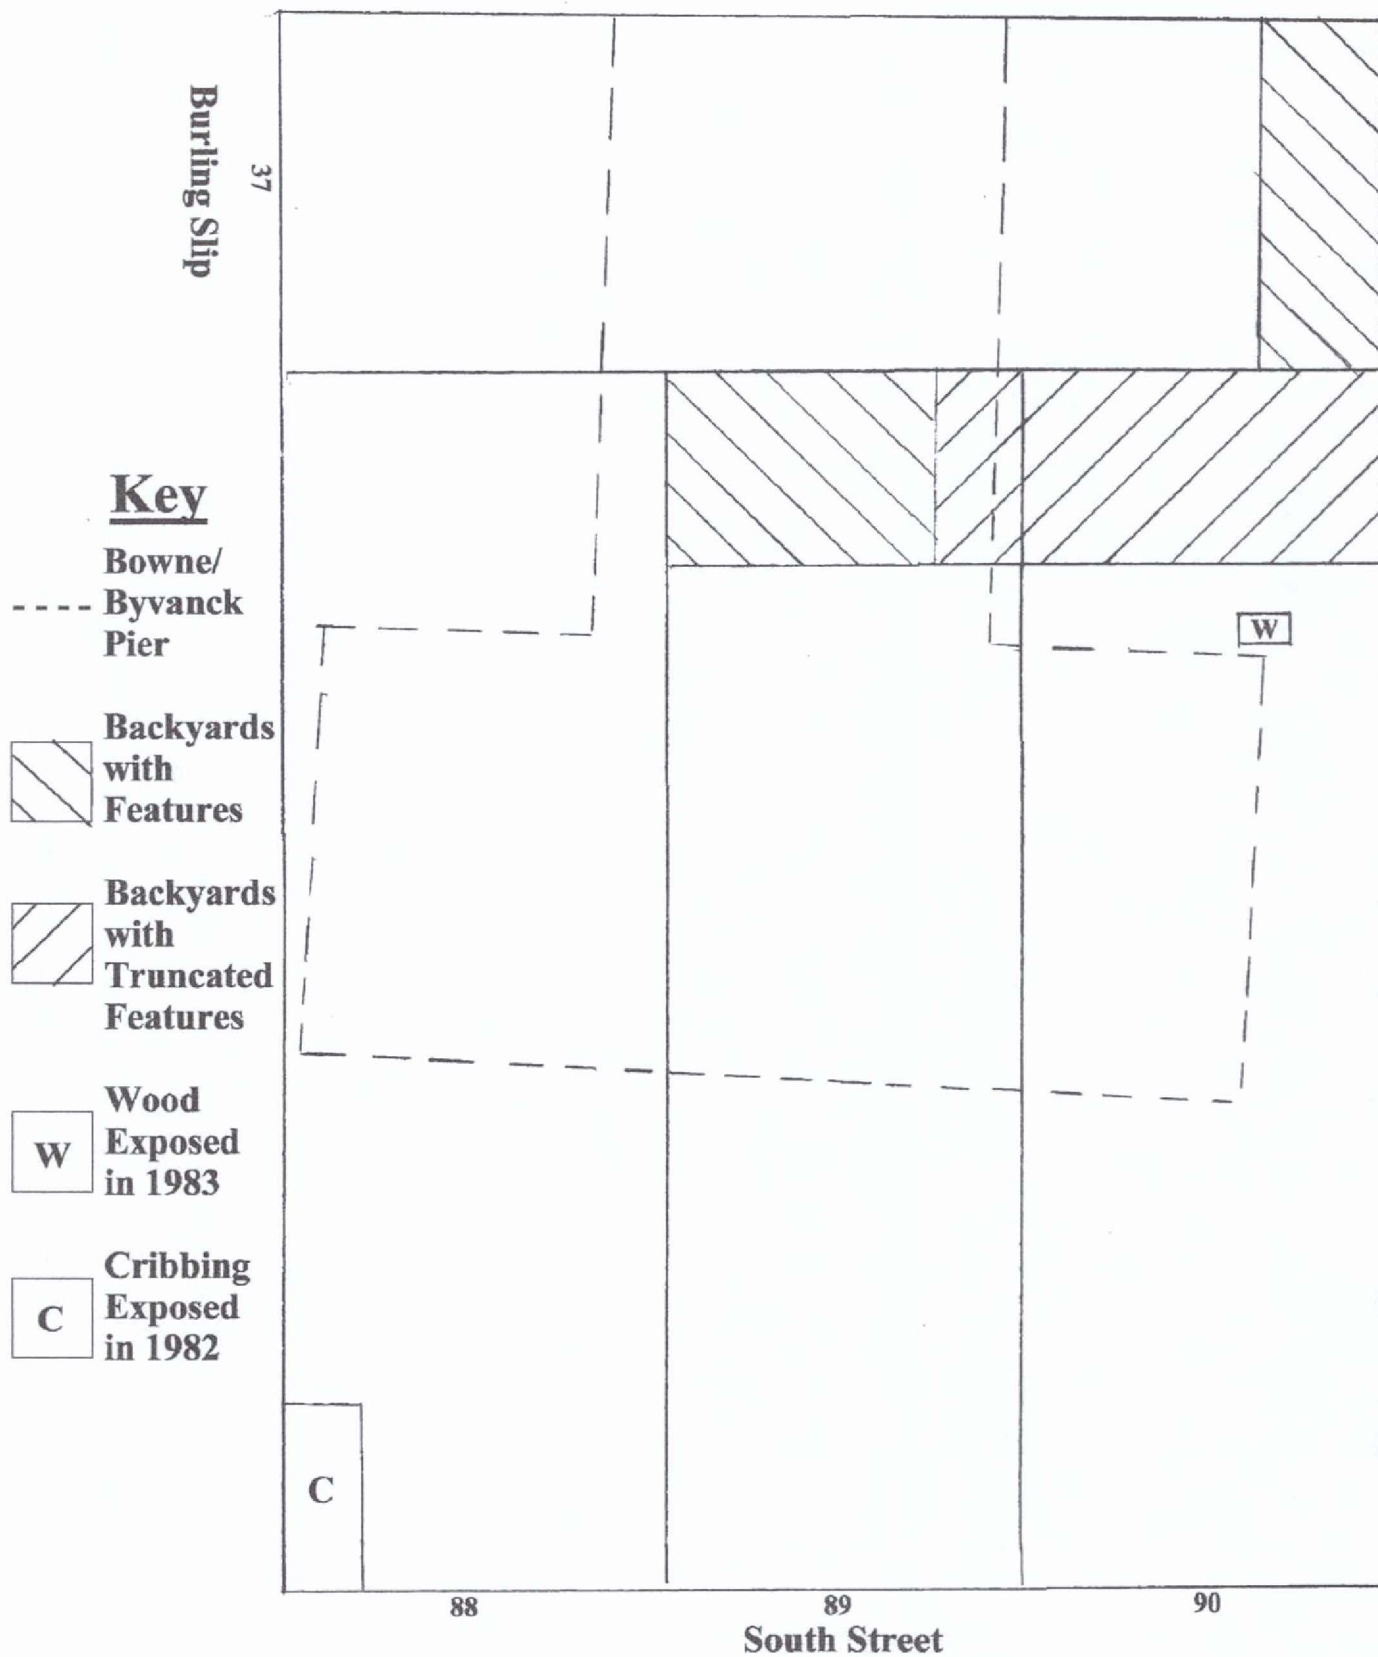 Burling Slip
37
Key
Bowne/
Byvanck
Pier
Backyards
with
Features
Backyards
with
Truncated
Features
W
Wood
Exposed
in 1983
C
Cribbing
Exposed
in 1982
W
C
88
89
90
South Street